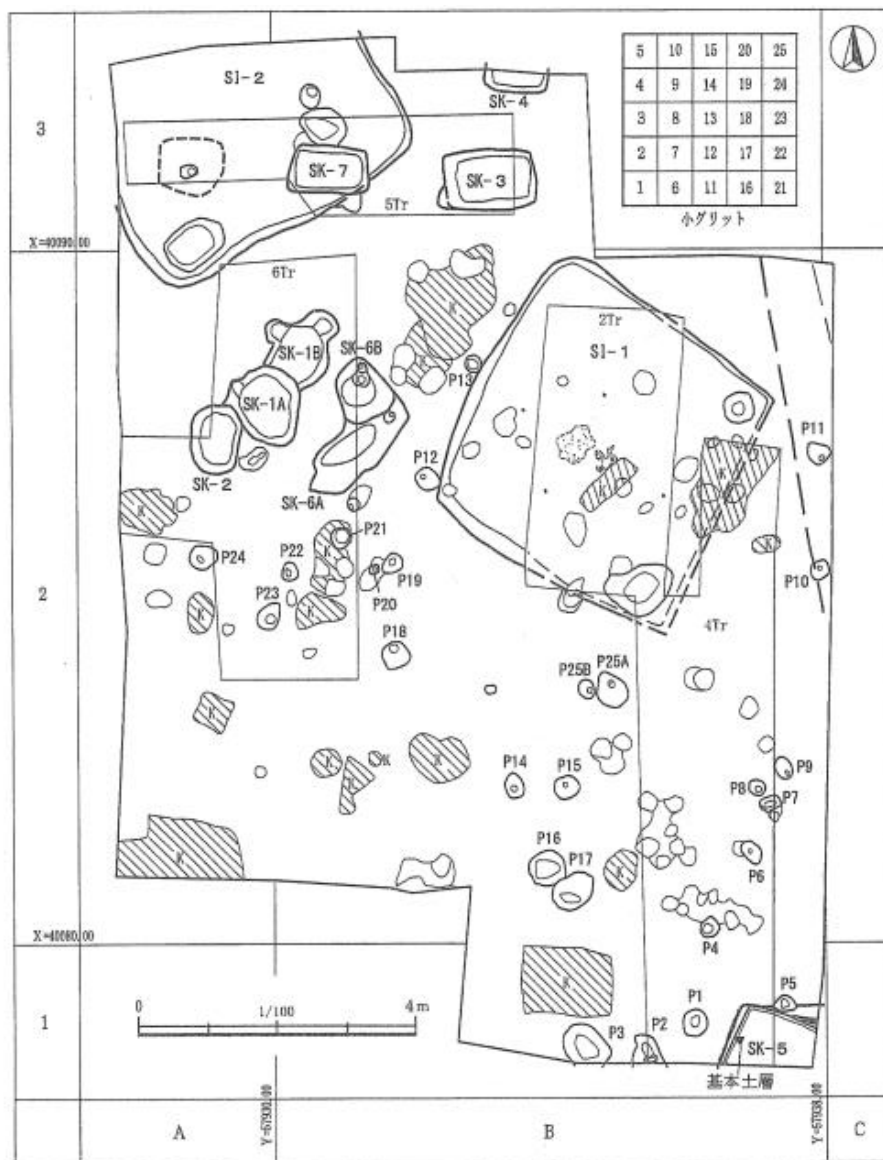 5 10 15 20 25
4 9 14 19 24
3 8 13 18 23
2 7 12 17 22
1 6 11 16 21
小グリット
SI-2
SK-4
3
SK-7
SK-3
5Tr
X=40090.00
6Tr
K
2Tr
SK-1B
SK-6B
SI-1
K
P13
SK-1A
P11
P12
K
K
SK-2
SK-6A
K
P21
K
K
P24
P22
P19
P10
2
P20
P23
K
K
4Tr
P18
P25B
P25A
K
K
K
K
K
P14
P15
P9
P8
P7
P16
K
P17
K
P6
P4
X=40080.00
K
P5
0
1/100
4m
1
P1
P3
P2
SK-5
基本土層
Y=67930.00
Y=67938.00
A
B
C